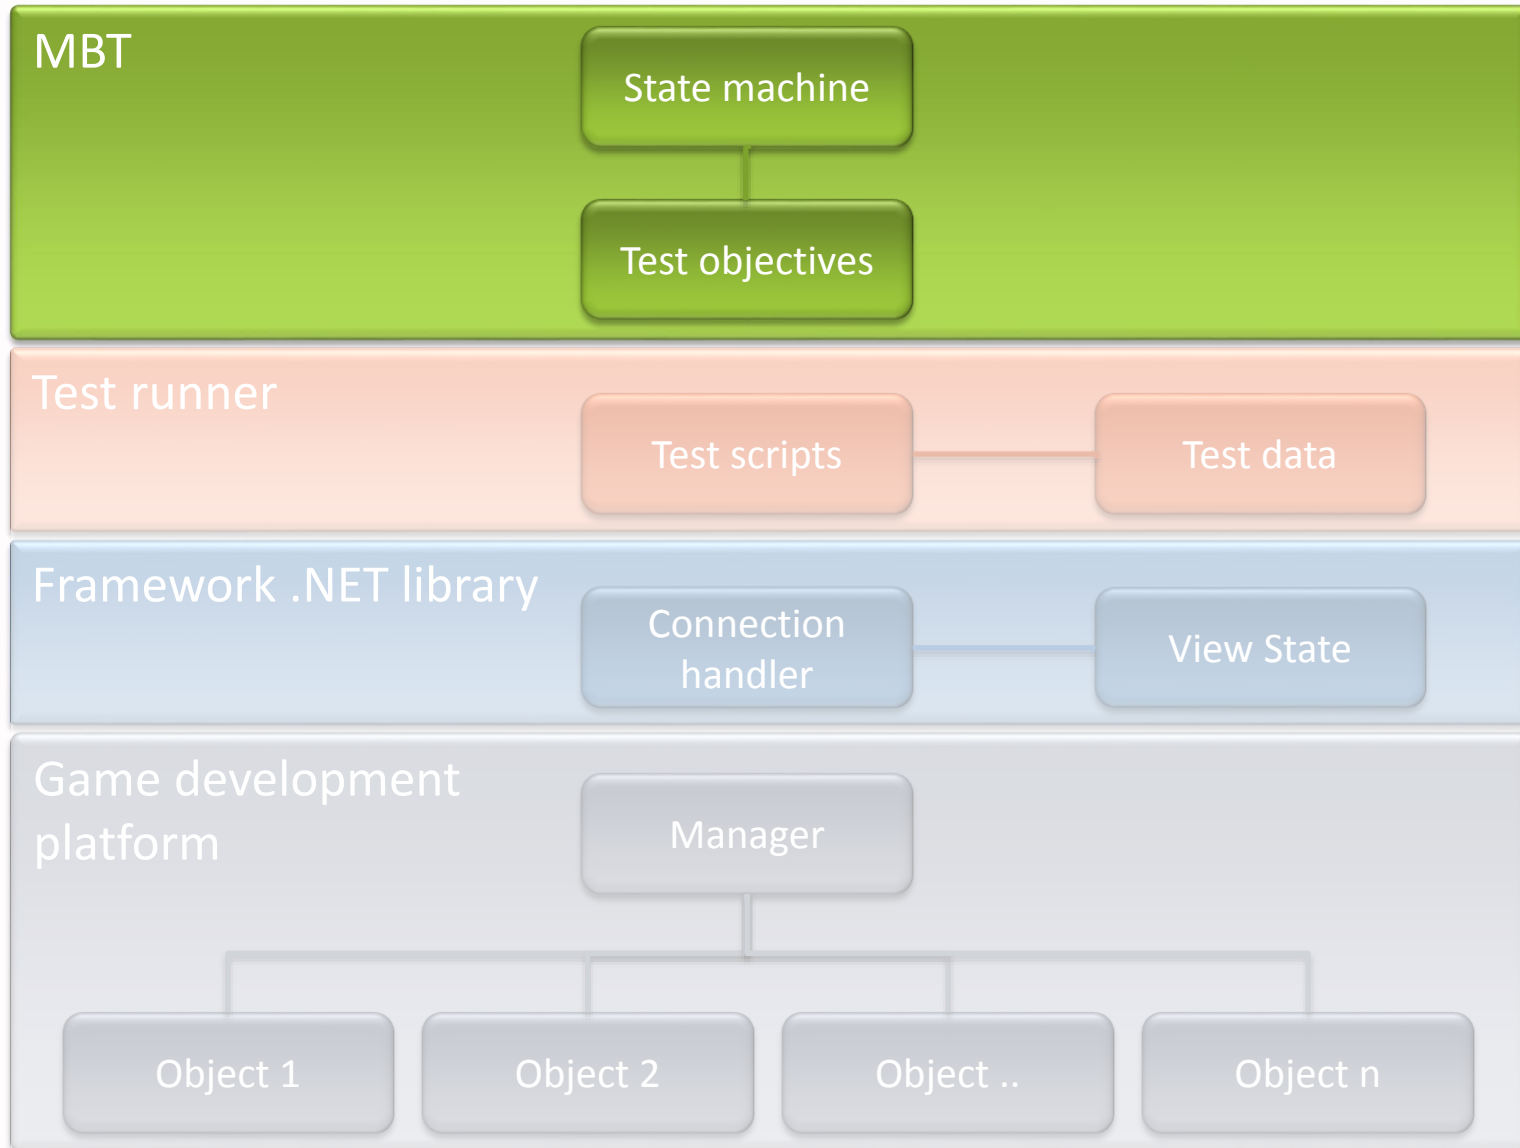 MBT
State machine
Test objectives
Test runner
Test scripts
Test data
Framework .NET library
Connection
handler
View State
Game development
platform
Manager
Object 1
Object 2
Object ..
Object n